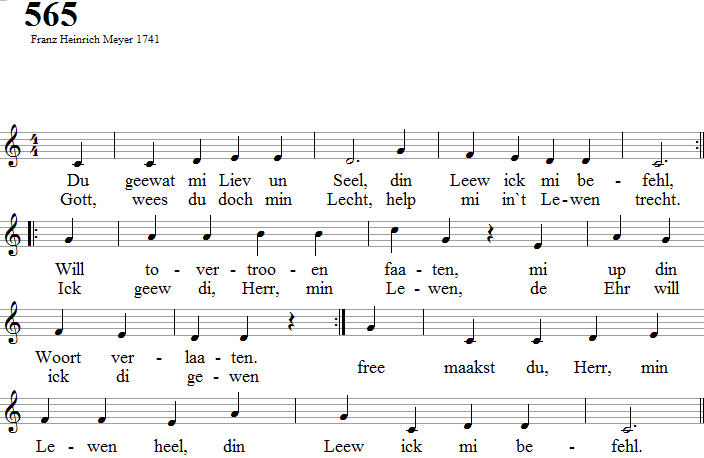 565
Franz Heinrich Meyer 1741
4
4
Du geewat mi Liev un Seel, din Leew ick mi be - fehl,
Gott, wees du doch min Lecht, help mi in`t Le-wen trecht.
Will to - ver - troo - en faa - ten, mi up din
Ick geew di, Herr, min Le - wen, de Ehr will
Woort ver - laa - ten.
ick di ge - wen
free maakst du, Herr, min
Le - wen heel, din Leew ick mi be - fehl.